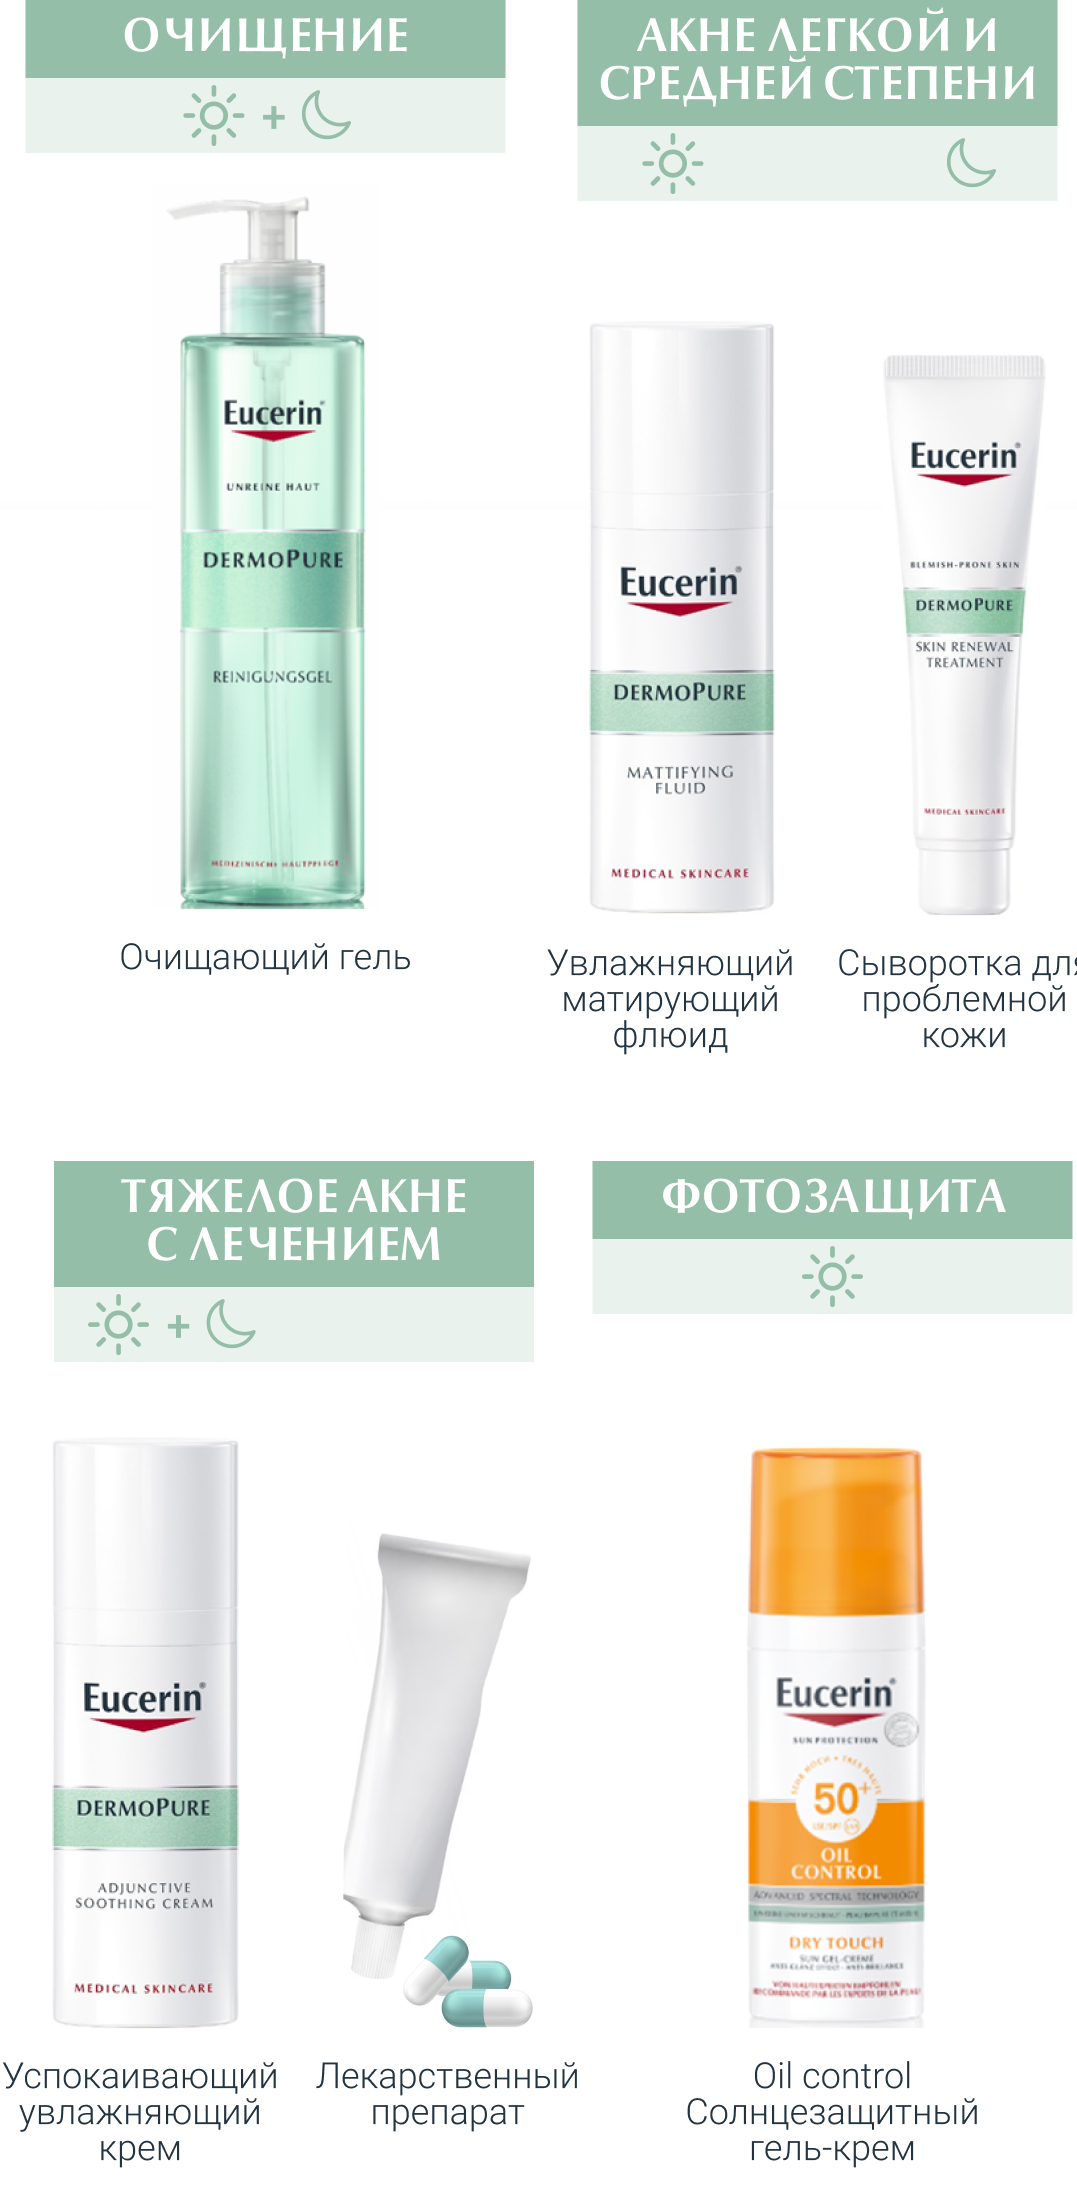 ОЧИЩЕНИЕ
+
АКНЕ ЛЕГКОЙ И
СРЕДНЕЙ СТЕПЕНИ
Eucerin®
UNREINE HAUT
DERMOPURE
REINIGUNGSGEL
MEDIZINISCHE HAUTPFLEGE
Eucerin®
DERMOPURE
MATTIFYING
FLUID
MEDICAL SKINCARE
Eucerin®
BLEMISH-PRONE SKIN
DERMOPURE
SKIN RENEWAL
TREATMENT
MEDICAL SKINCARE
Очищающий гель
Увлажняющий
матирующий
флюид
Сыворотка для
проблемной
кожи
ТЯЖЕЛОЕ АКНЕ
С ЛЕЧЕНИЕМ
+
ФОТОЗАЩИТА
Eucerin®
DERMOPURE
ADJUNCTIVE
SOOTHING CREAM
MEDICAL SKINCARE
Eucerin®
SUN PROTECTION
50+
OIL
CONTROL
ADVANCED SPECTRAL TECHNOLOGY
DRY TOUCH
SUN GEL-CREME
Успокаивающий
увлажняющий
крем
Лекарственный
препарат
Oil control
Солнцезащитный
гель-крем